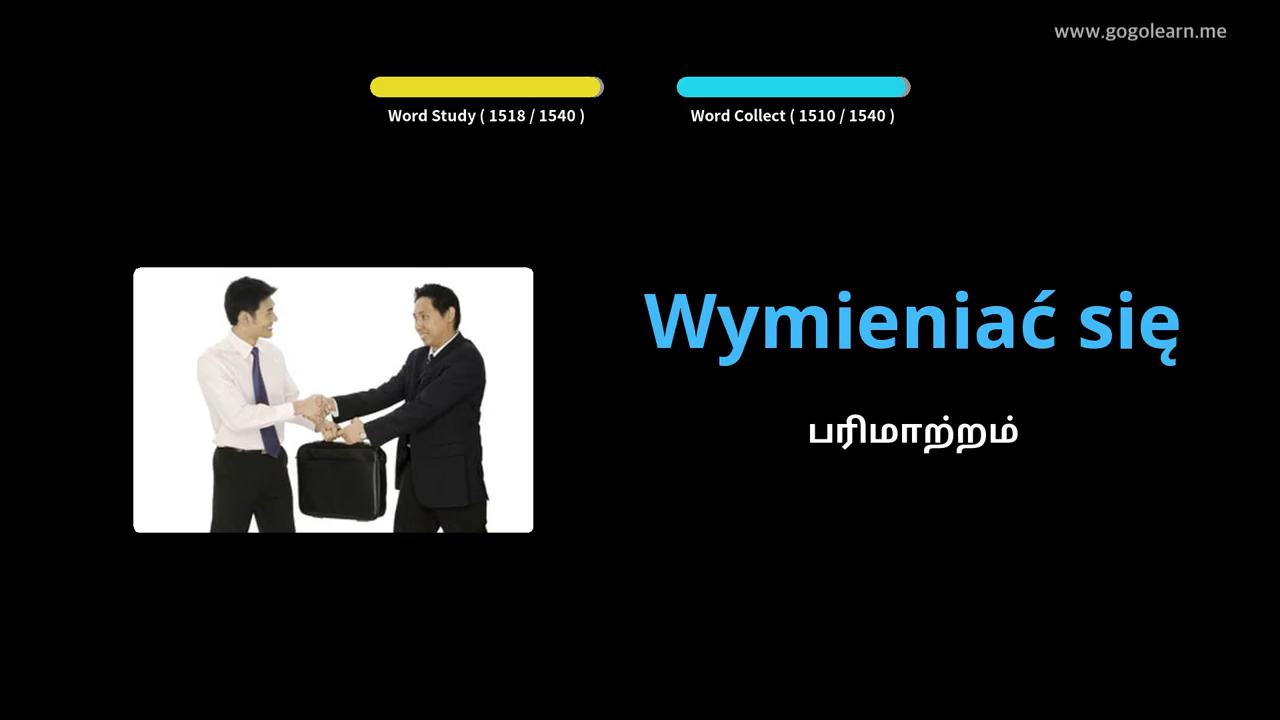 www.gogolearn.me
Word Study ( 1518 / 1540 )
Word Collect ( 1510 / 1540 )
Wymieniać się
பரிமாற்றம்